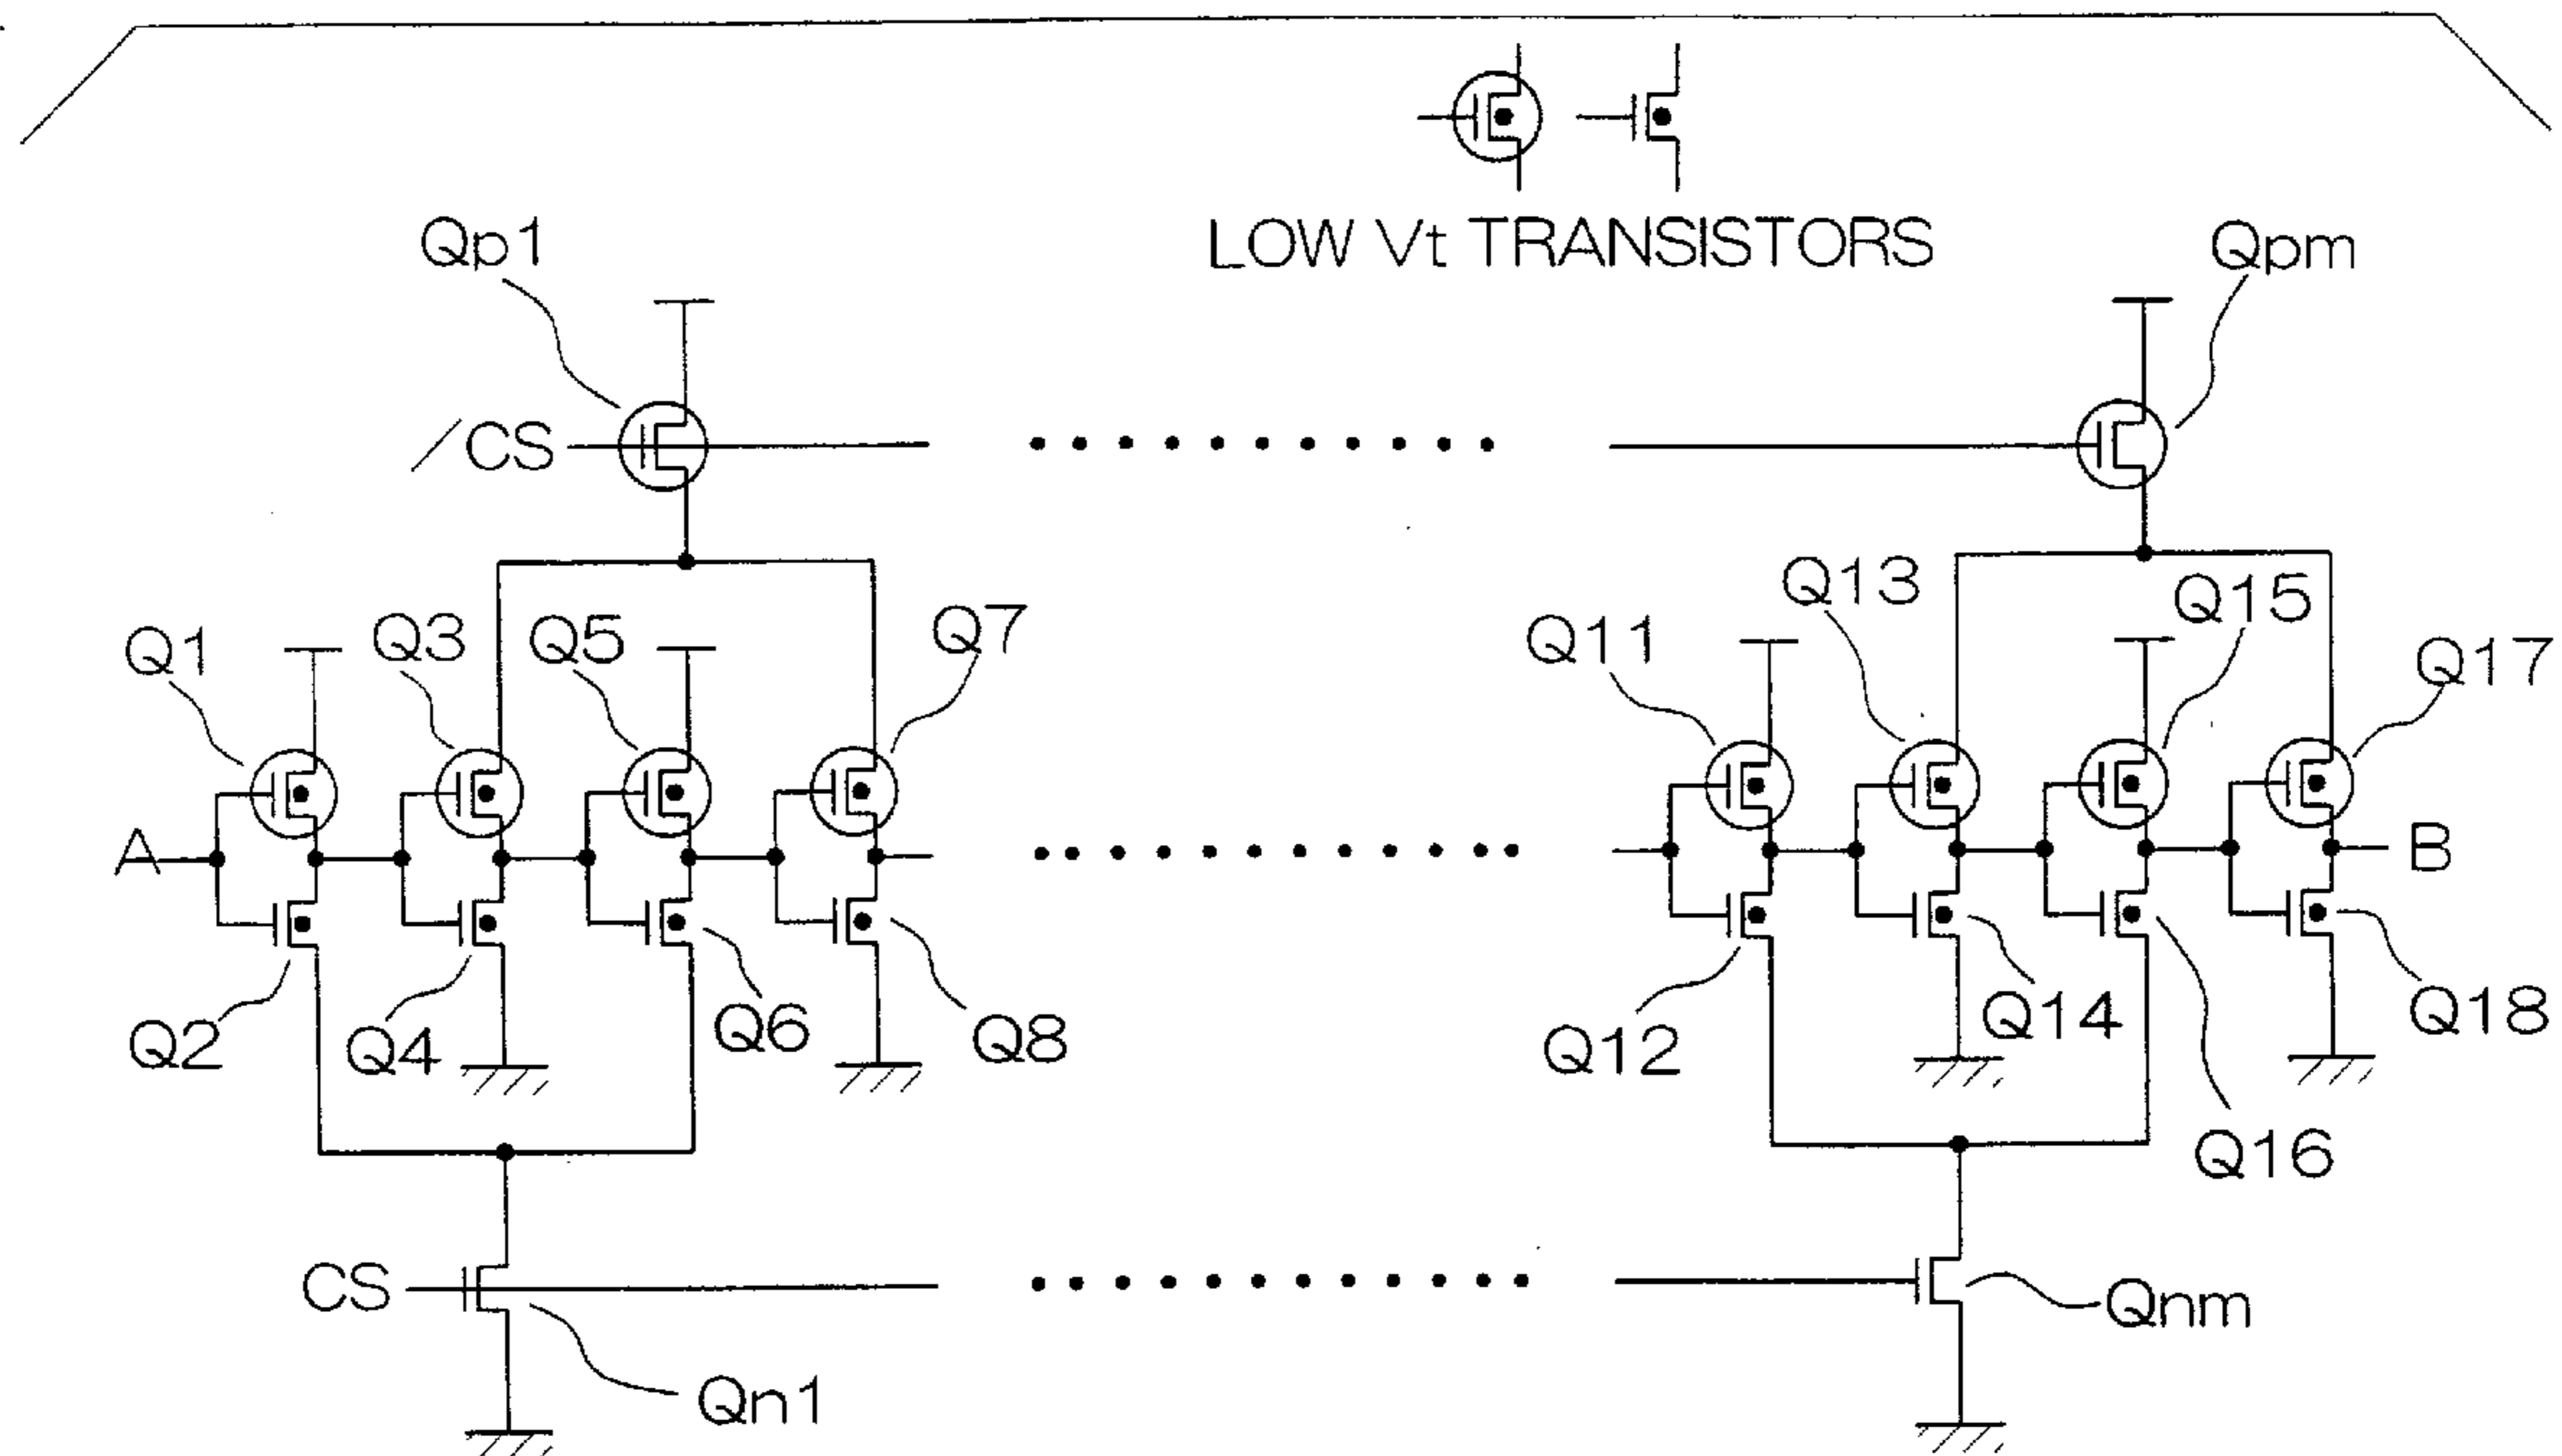 LOW Vt TRANSISTORS
Qp1
Qpm
/CS
Q1
Q3
Q5
Q7
Q11
Q13
Q15
Q17
A
B
Q2
Q4
Q6
Q8
Q12
Q14
Q16
Q18
CS
Qn1
Qnm